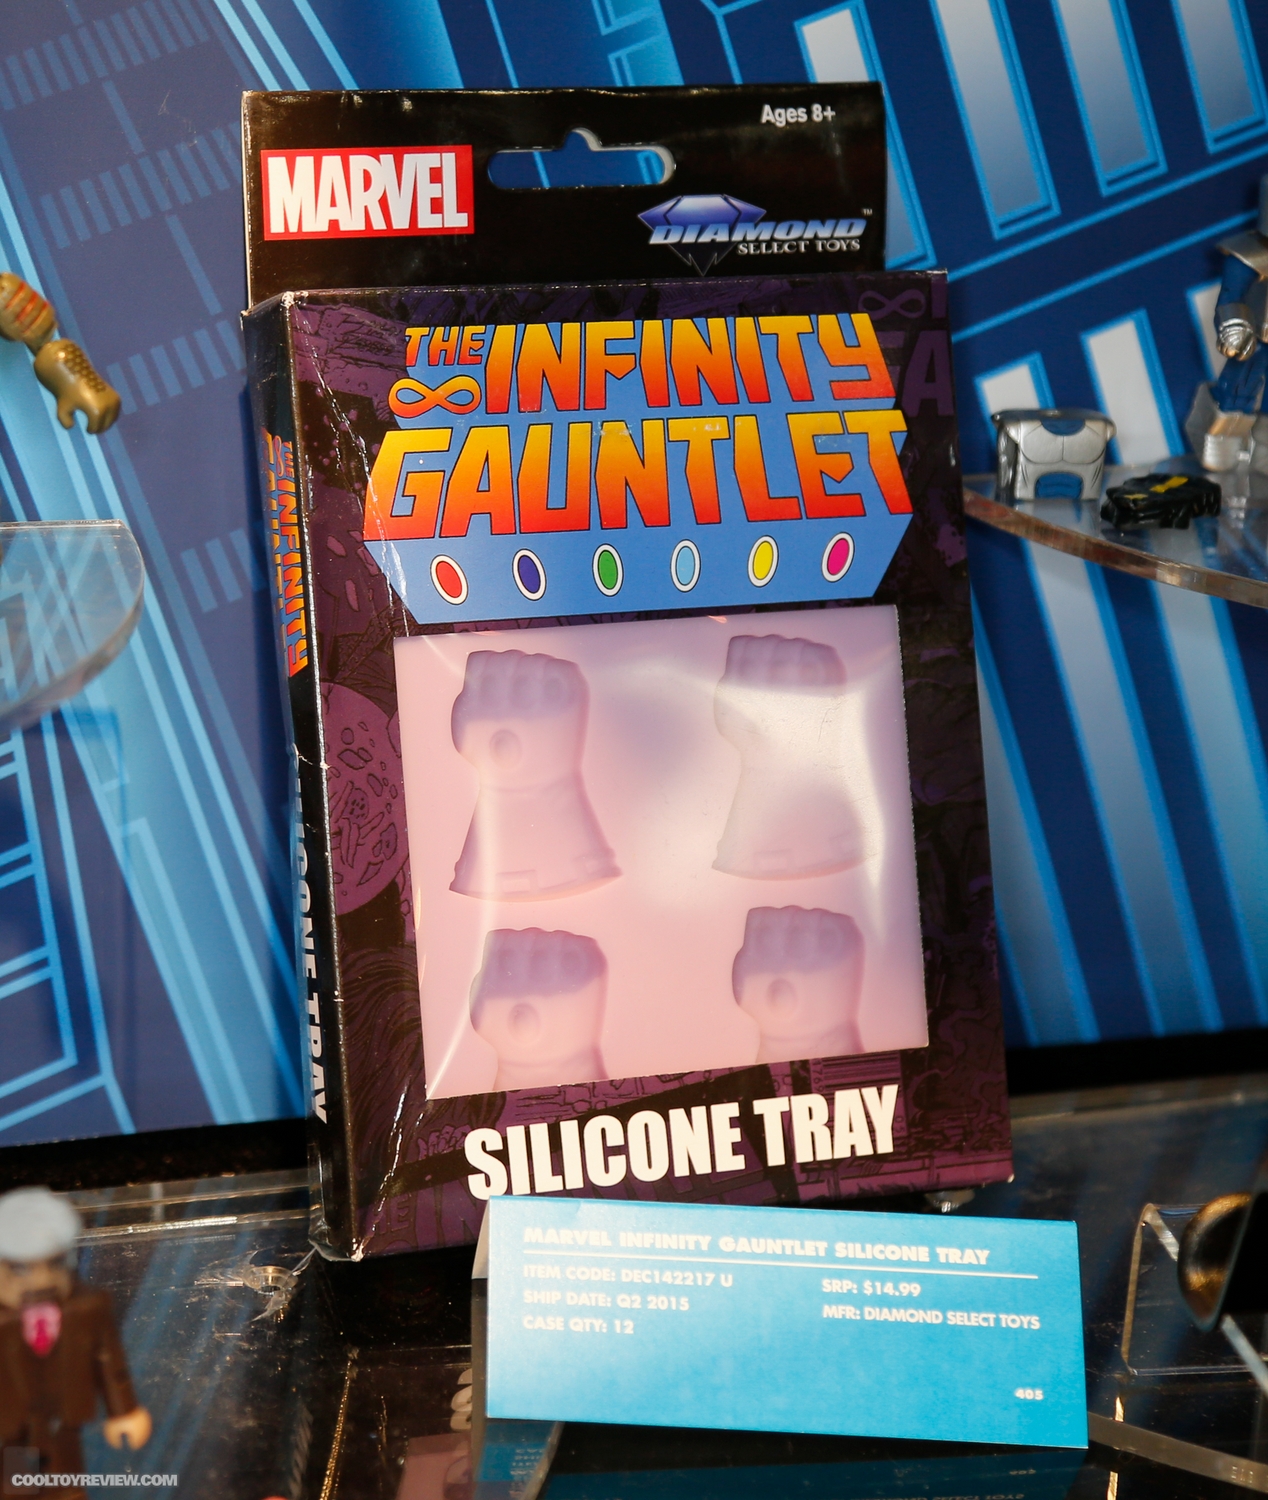 Ages 8+
MARVEL
DIAMOND™
SELECT TOYS
THE INFINITY
GAUNTLET
SILICONE TRAY
THE INFINITY
SILICONE TRAY
MARVEL INFINITY GAUNTLET SILICONE TRAY
ITEM CODE: DEC142217 U
SHIP DATE: Q2 2015
CASE QTY: 12
SRP: $14.99
MFR: DIAMOND SELECT TOYS
405
COOLTOYREVIEW.COM